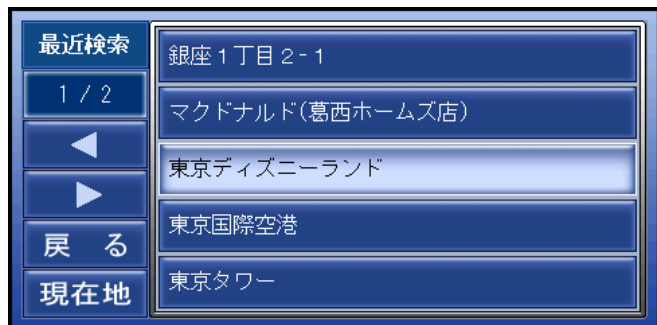 最近検索
1 / 2
戻 る
現在地
銀座1丁目2-1
マクドナルド(葛西ホームズ店)
東京ディズニーランド
東京国際空港
東京タワー